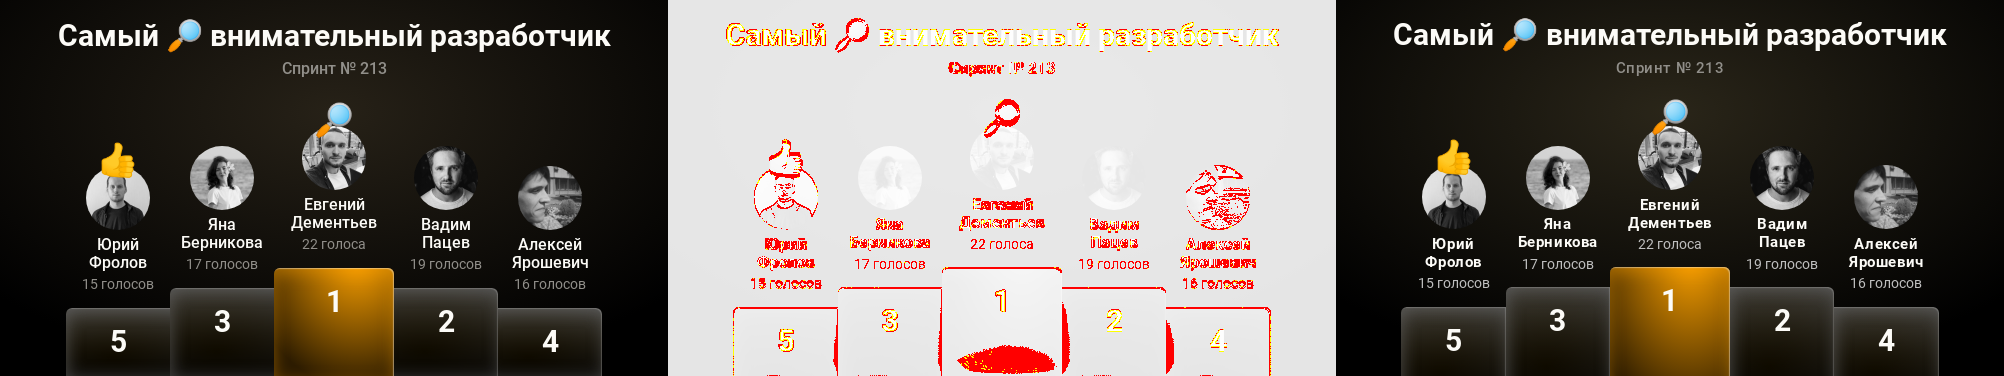 Самый 🔎 внимательный разработчик
Спринт № 213
Евгений
Дементьев
22 голоса
Яна
Берникова
17 голосов
Вадим
Пацев
19 голосов
Юрий
Фролов
15 голосов
Алексей
Ярошевич
16 голосов
1
3
2
5
4
Самый внимательный разработчик
Спринт № 213
Евгений
Дементьев
22 голоса
Яна
Берникова
17 голосов
Вадим
Пацев
19 голосов
Юрий
Фролов
15 голосов
Алексей
Ярошевич
16 голосов
1
3
2
5
4
Самый 🔎 внимательный разработчик
Спринт № 213
Евгений
Дементьев
22 голоса
Яна
Берникова
17 голосов
Вадим
Пацев
19 голосов
Юрий
Фролов
15 голосов
Алексей
Ярошевич
16 голосов
1
3
2
5
4